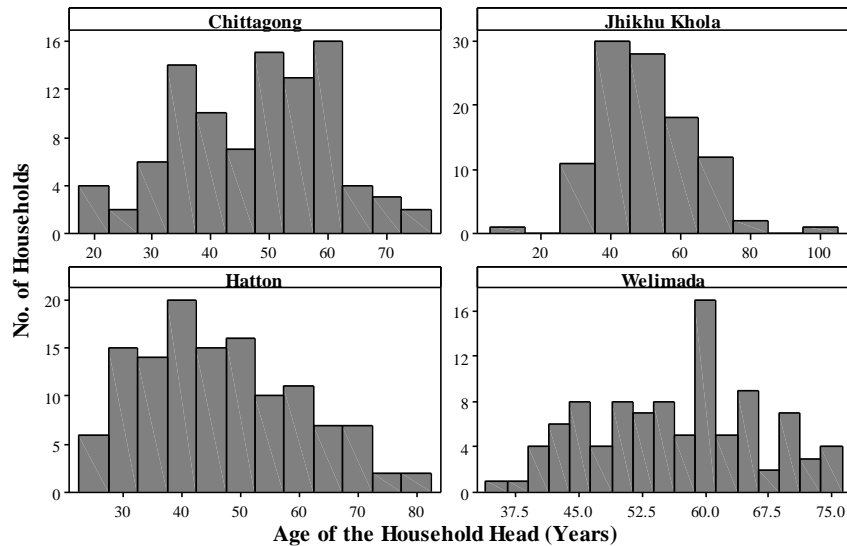 Chittagong
Jhikhu Khola
16
12
8
4
0
20 30 40 50 60 70
30
20
10
0
20 40 60 80 100
No. of Households
Hatton
Welimada
20
15
10
5
0
30 40 50 60 70 80
16
12
8
4
0
37.5 45.0 52.5 60.0 67.5 75.0
Age of the Household Head (Years)